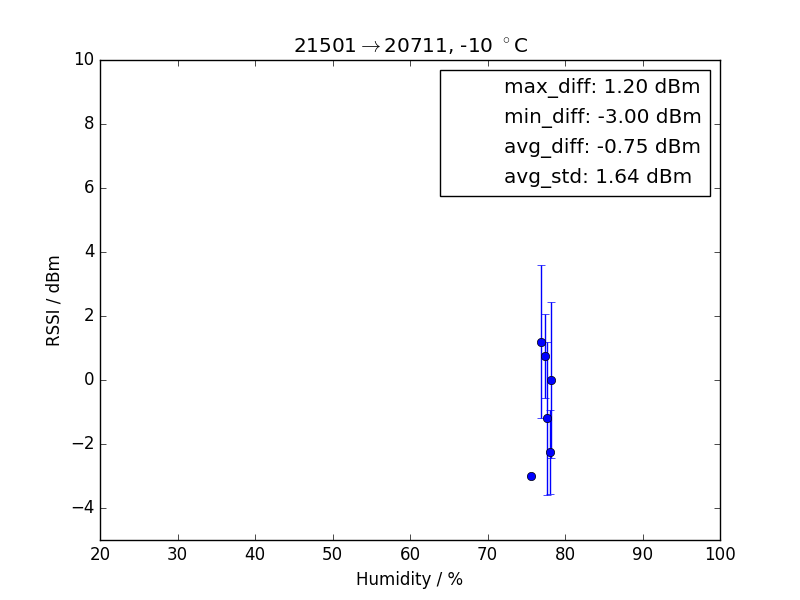 21501→20711, -10 °C
max_diff: 1.20 dBm
min_diff: -3.00 dBm
avg_diff: -0.75 dBm
avg_std: 1.64 dBm
RSSI / dBm
10
8
6
4
2
0
−2
−4
20 30 40 50 60 70 80 90 100
Humidity / %